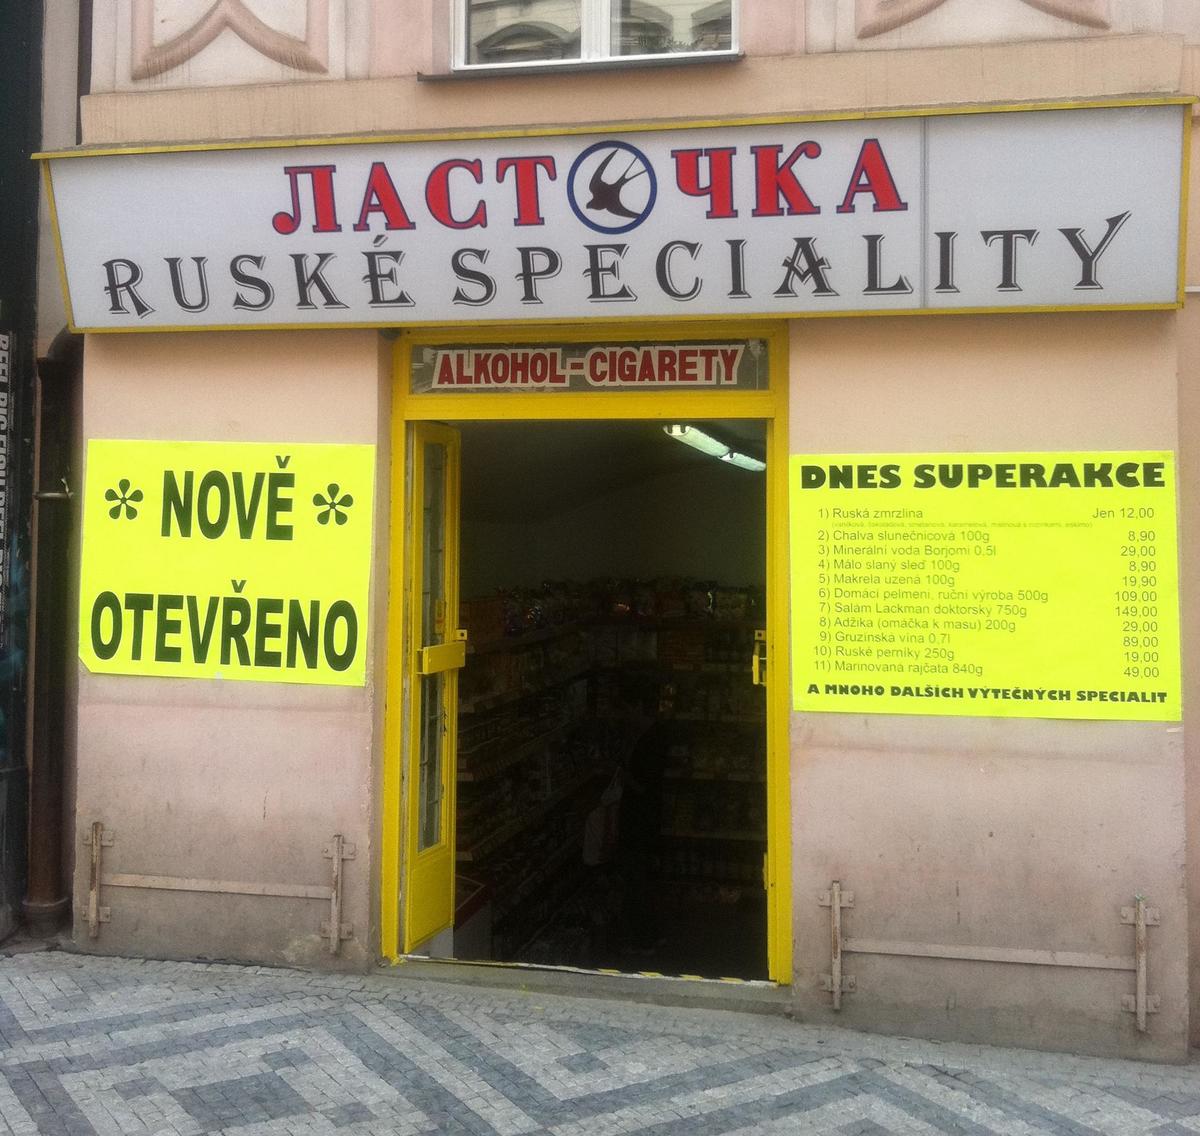 ЛАСТОЧКА
RUSKÉ SPECIALITY
ALKOHOL-CIGARETY
* NOVĚ *
OTEVŘENO
DNES SUPERAKCE
1) Ruská zmrzlina Jen 12,00
2) Chalva slunečnicová 100g 8,90
3) Minerální voda Borjomi 0,5l 29,00
4) Málo slaný sleď 100g 8,90
5) Makrela uzená 100g 19,90
6) Domácí pelmeni, ruční výroba 500g 109,00
7) Salám Lackman doktorský 750g 149,00
8) Adžika (omáčka k masu) 200g 29,00
9) Gruzinská vína 0,7l 89,00
10) Ruské perníky 250g 19,00
11) Marinovaná rajčata 840g 49,00
A MNOHO DALŠÍCH VÝTEČNÝCH SPECIALIT